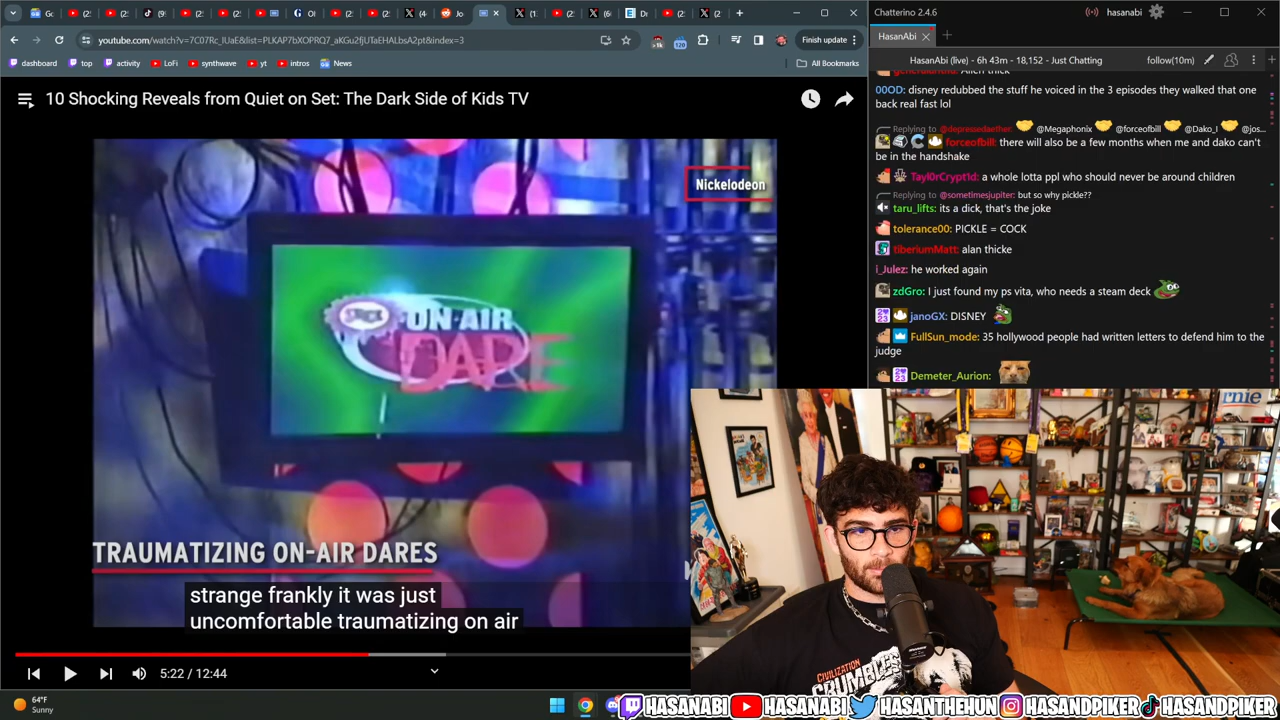 Chatterino 2.4.6
hasanabi
Finish update
youtube.com/watch?v=7C07Rc_IUaE&list=PLKAP7bXOPRQ7_aKGu2fjUTaEHALbsA2pt&index=3
HasanAbi
dashboard
top
activity
LoFi
synthwave
yt
intros
News
All Bookmarks
HasanAbi (live) - 6h 43m - 18,152 - Just Chatting
follow(10m)
10 Shocking Reveals from Quiet on Set: The Dark Side of Kids TV
00OD: disney redubbed the stuff he voiced in the 3 episodes they walked that one
back real fast lol
Replying to @depressedaether: @Megaphonix @forceofbill @Dako_I @jos...
forceofbill: there will also be a few months when me and dako can't
be in the handshake
Tayl0rCrypt1d: a whole lotta ppl who should never be around children
Replying to @sometimesjupiter: but so why pickle??
taru_lifts: its a dick, that's the joke
tolerance00: PICKLE = COCK
tiberiumMatt: alan thicke
i_Julez: he worked again
zdGro: I just found my ps vita, who needs a steam deck
janoGX: DISNEY
FullSun_mode: 35 hollywood people had written letters to defend him to the
judge
Demeter_Aurion:
Nickelodeon
NICK
ON-AIR
DARE
TRAUMATIZING ON-AIR DARES
strange frankly it was just
uncomfortable traumatizing on air
5:22 / 12:44
rnie
CIVILIZATION
CRUMBLES
64°F
Sunny
HASANABI
HASANABI
HASANTHEHUN
HASANDPIKER
HASANDPIKER